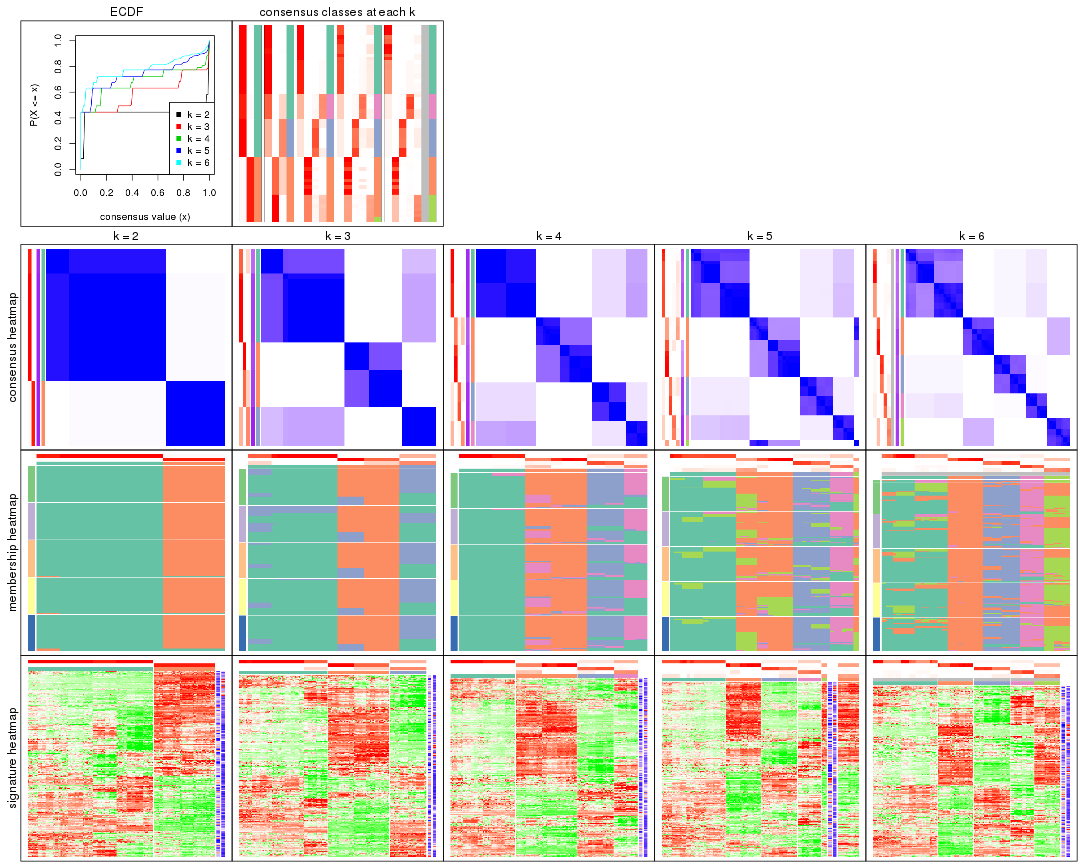 ECDF
consensus classes at each k
P(X <= x)
0.0
0.2
0.4
0.6
0.8
1.0
k = 2
k = 3
k = 4
k = 5
k = 6
0.0 0.2 0.4 0.6 0.8 1.0
consensus value (x)
k = 2
k = 3
k = 4
k = 5
k = 6
consensus heatmap
membership heatmap
signature heatmap